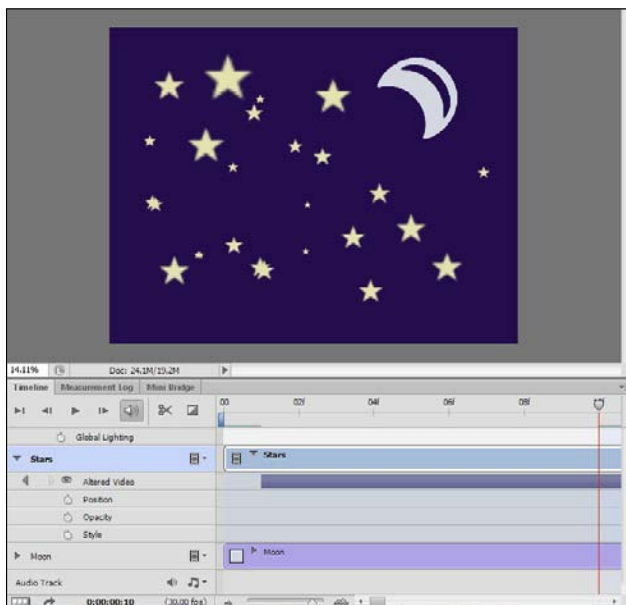 14.11% Doc: 24.1M/19.2M
Timeline Measurement Log Mini Bridge
00 02f 04f 06f 08f
Global Lighting
Stars Stars
Altered Video
Position
Opacity
Style
Moon Moon
Audio Track
0:00:00:10 (30.00 fps)